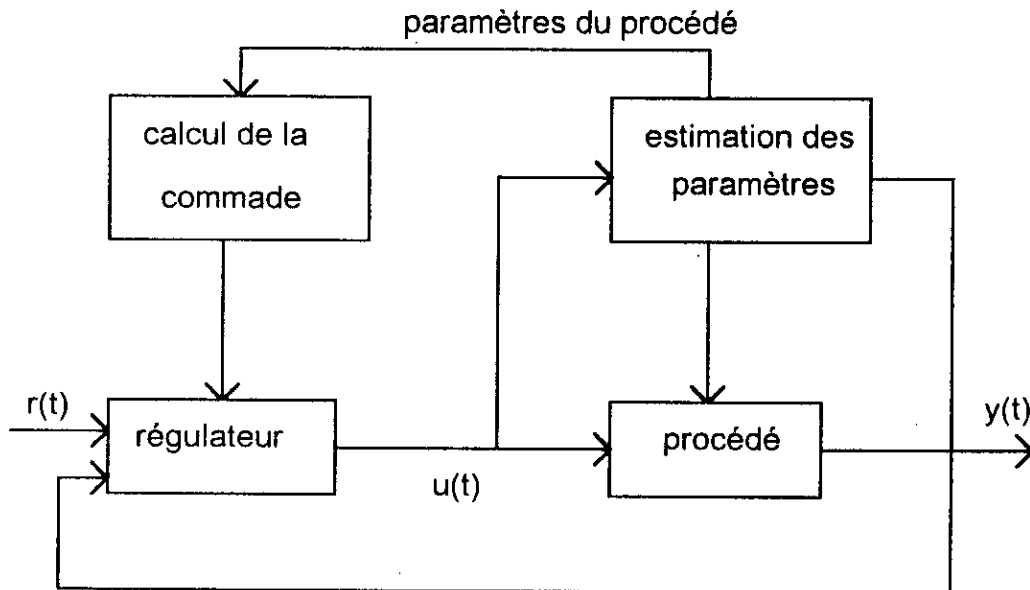 paramètres du procédé
calcul de la
commade
estimation des
paramètres
r(t)
régulateur
u(t)
procédé
y(t)